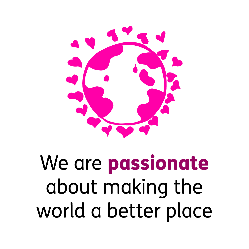 We are passionate
about making the
world a better place